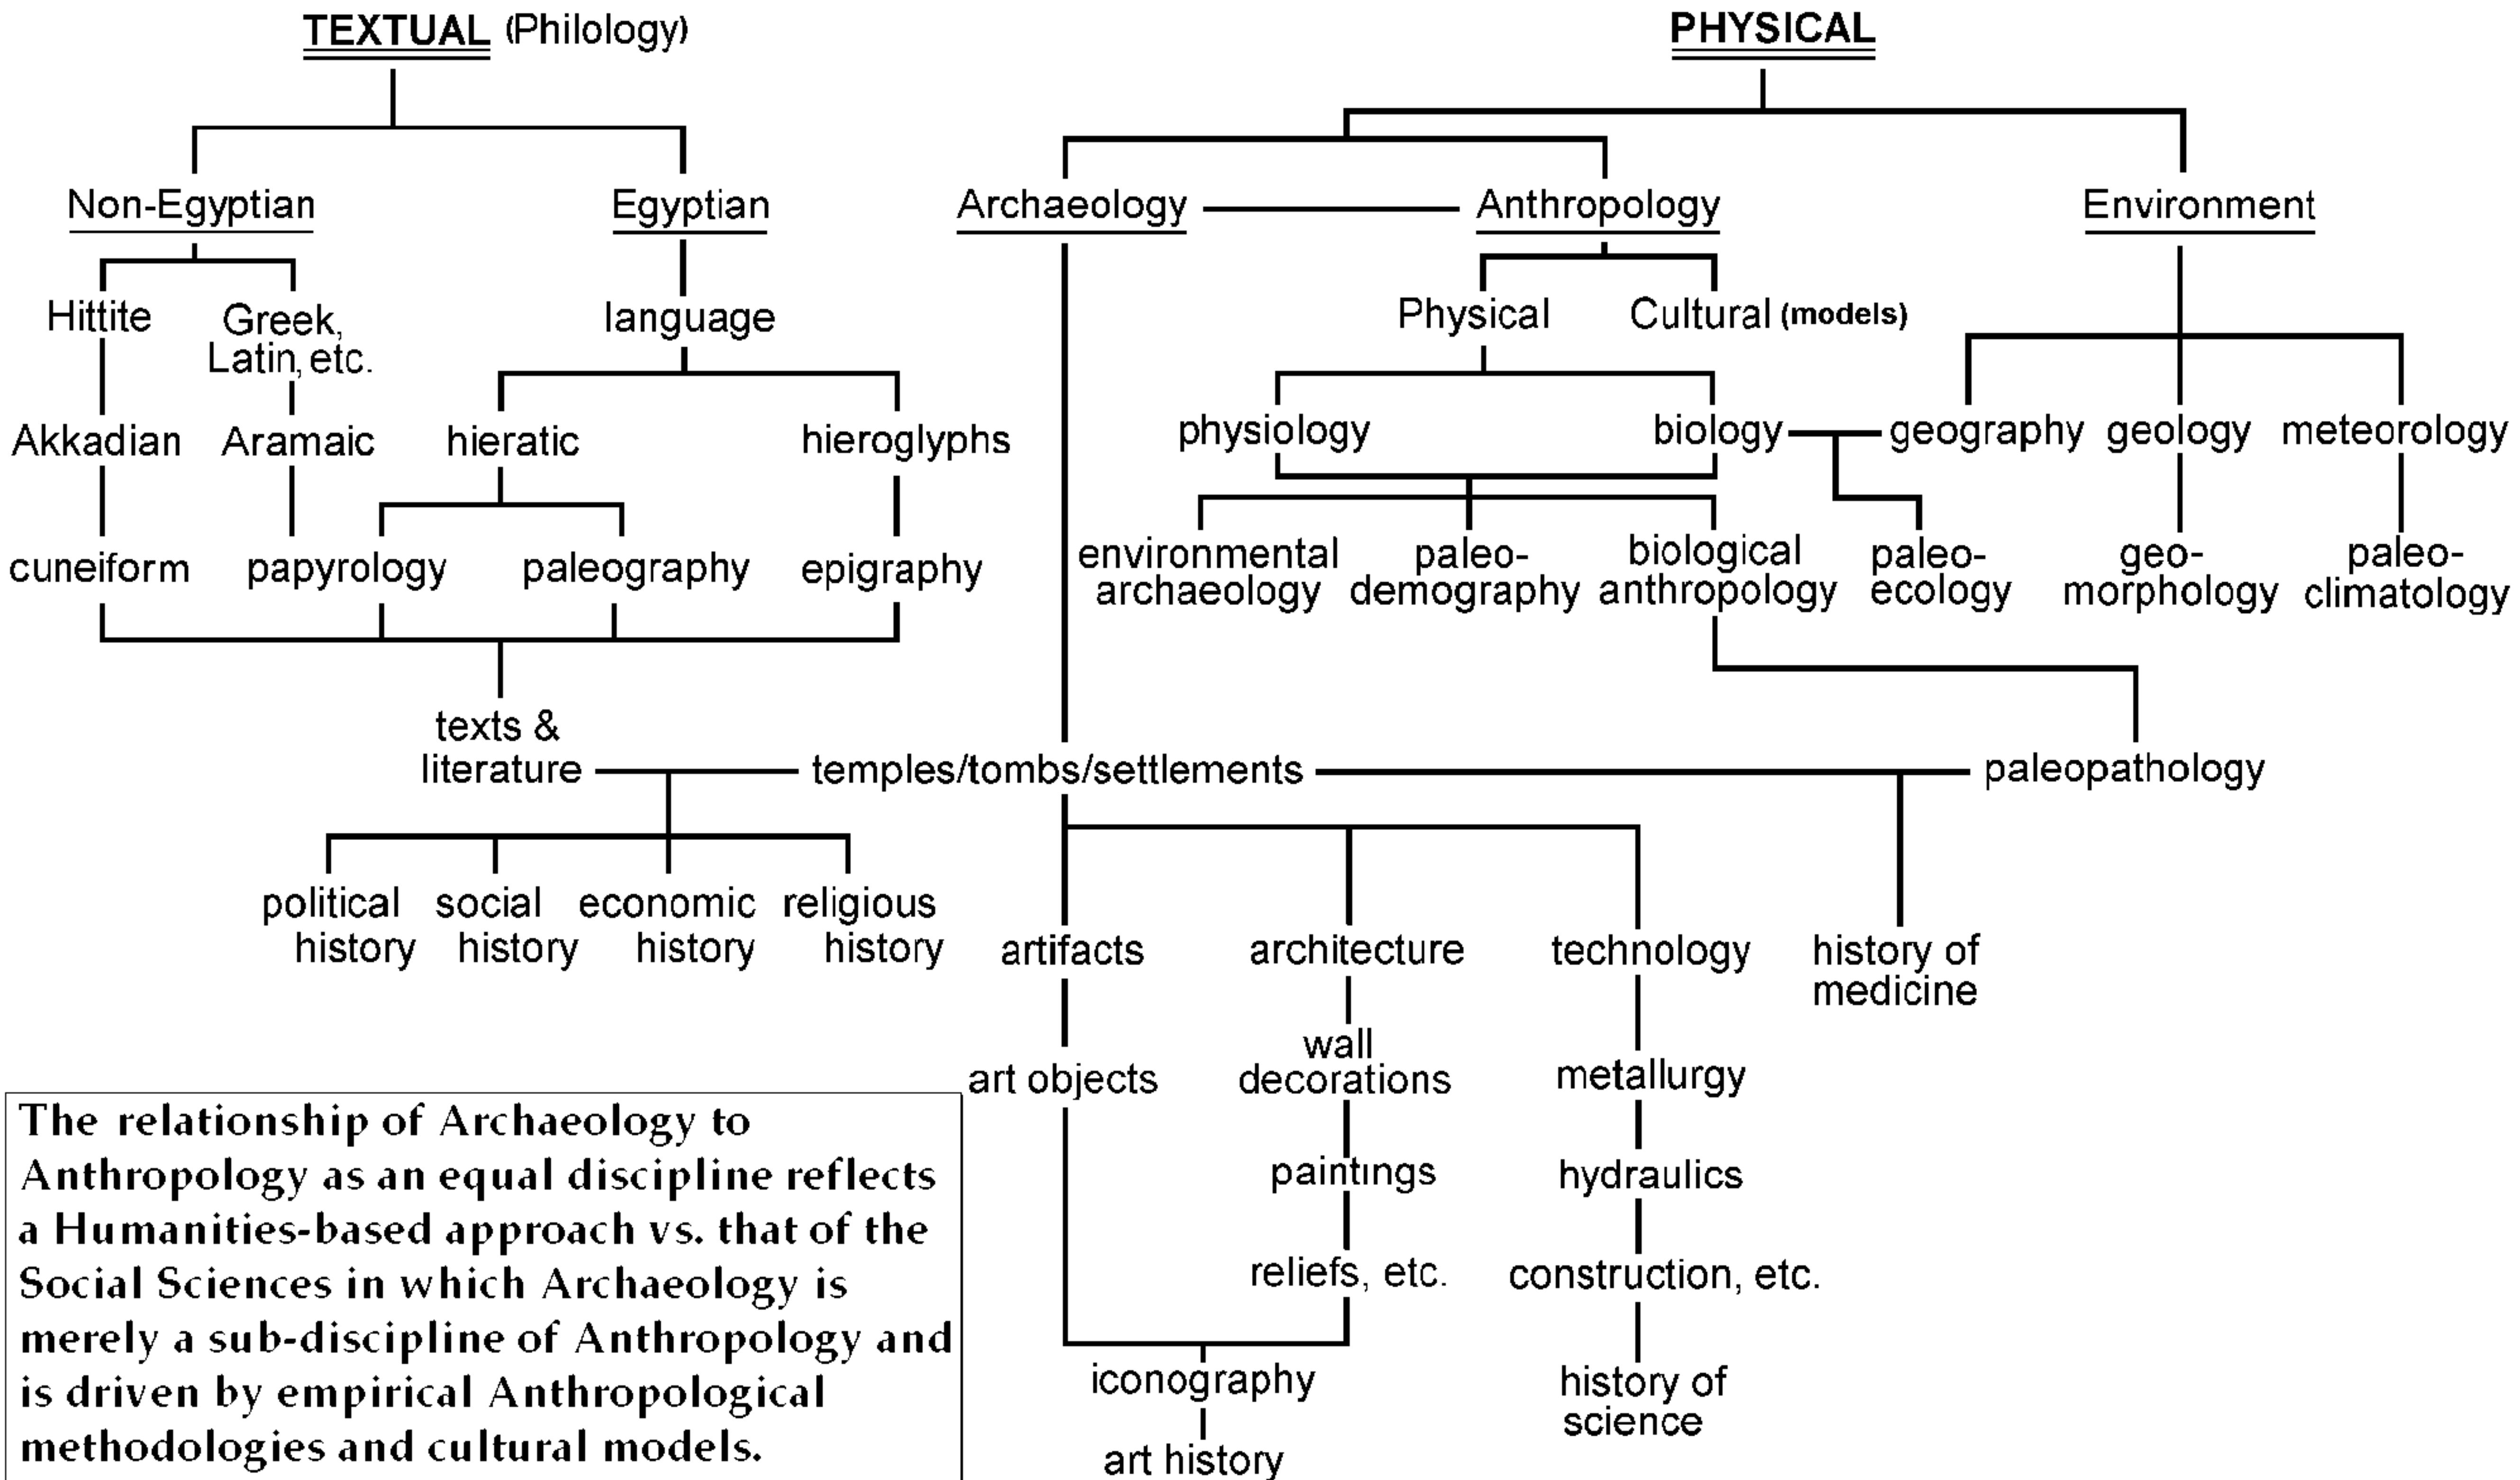 TEXTUAL (Philology)
PHYSICAL
Non-Egyptian
Egyptian
Archaeology
Anthropology
Environment
Hittite
Greek,
Latin, etc.
language
Physical
Cultural (models)
Akkadian
Aramaic
hieratic
hieroglyphs
physiology
biology
geography
geology
meteorology
cuneiform
papyrology
paleography
epigraphy
environmental
archaeology
paleo-
demography
biological
anthropology
paleo-
ecology
geo-
morphology
paleo-
climatology
texts &
literature
temples/tombs/settlements
paleopathology
political
history
social
history
economic
history
religious
history
artifacts
architecture
technology
history of
medicine
art objects
wall
decorations
metallurgy
paintings
hydraulics
reliefs, etc.
construction, etc.
iconography
history of
science
art history
The relationship of Archaeology to
Anthropology as an equal discipline reflects
a Humanities-based approach vs. that of the
Social Sciences in which Archaeology is
merely a sub-discipline of Anthropology and
is driven by empirical Anthropological
methodologies and cultural models.